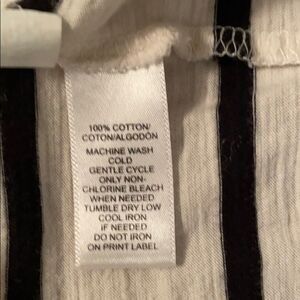 100% COTTON/
COTON/ALGODÓN
MACHINE WASH
COLD
GENTLE CYCLE
ONLY NON-
CHLORINE BLEACH
WHEN NEEDED
TUMBLE DRY LOW
COOL IRON
IF NEEDED
DO NOT IRON
ON PRINT LABEL